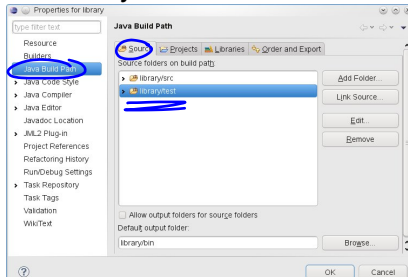 Properties for library
type filter text
Java Build Path
Resource
Builders
Java Build Path
Java Code Style
Java Compiler
Java Editor
Javadoc Location
JML2 Plug-in
Project References
Refactoring History
Run/Debug Settings
Task Repository
Task Tags
Validation
WikiText
Source
Projects
Libraries
Order and Export
Source folders on build path:
library/src
library/test
Add Folder...
Link Source...
Edit...
Remove
Allow output folders for source folders
Default output folder:
library/bin
Browse...
?
OK
Cancel